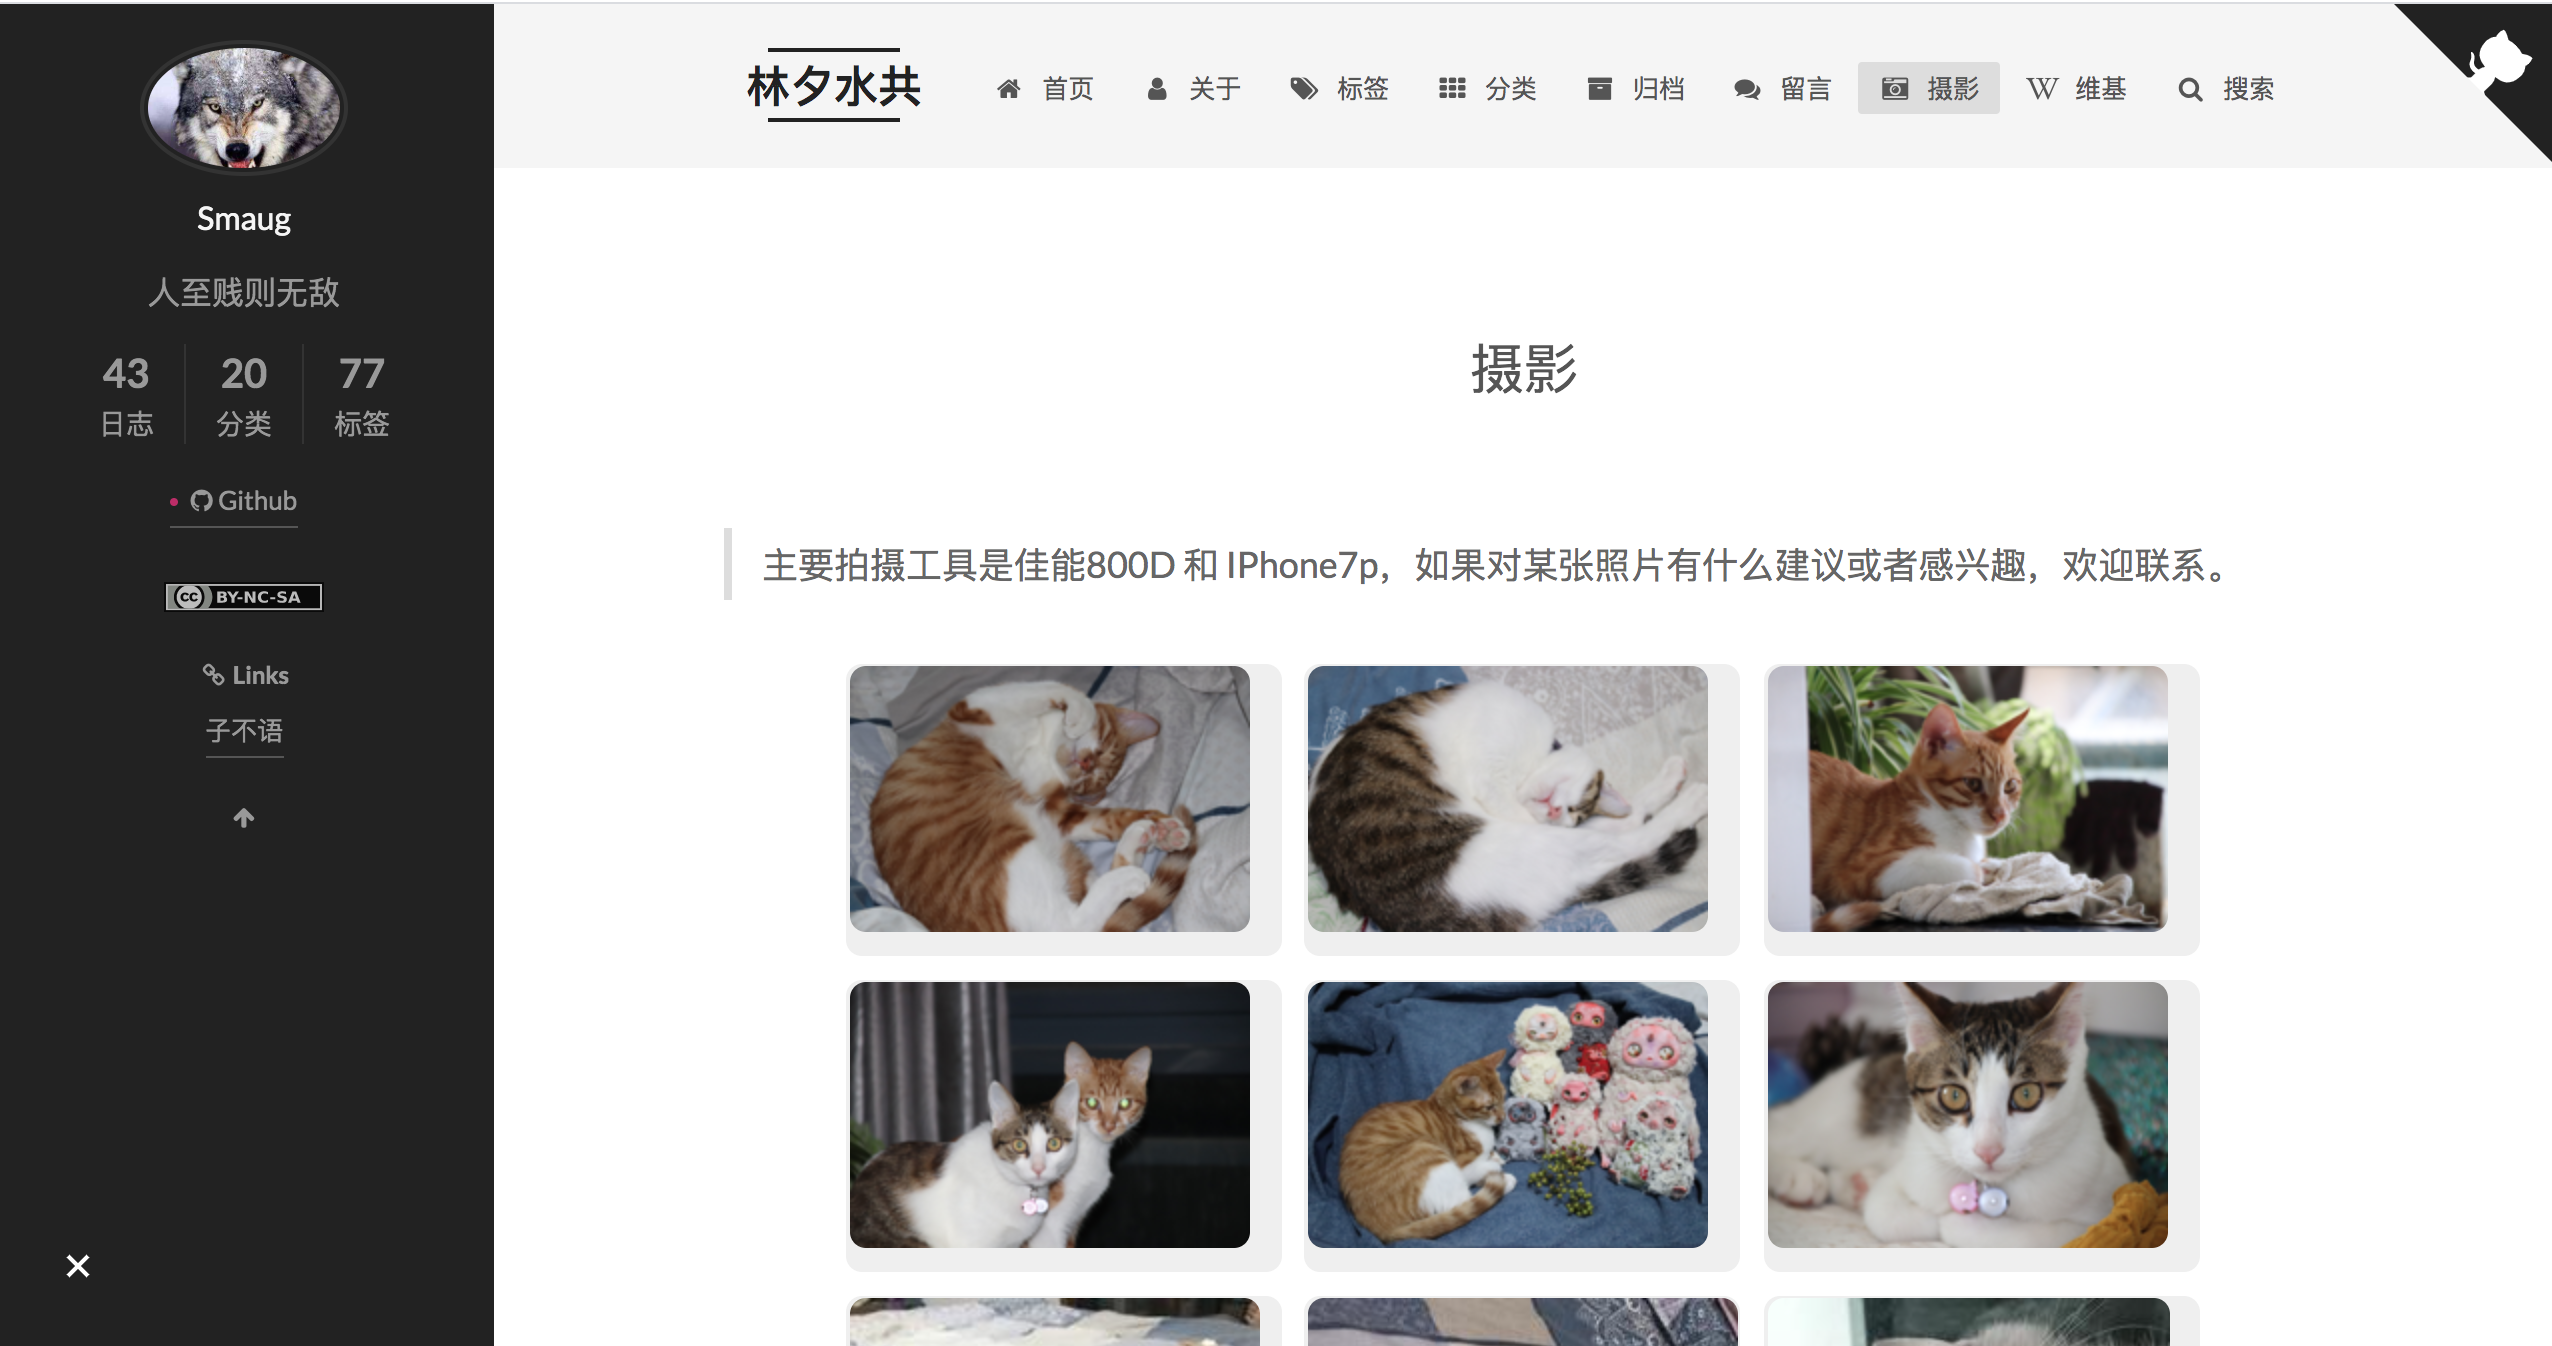 Smaug
人至贱则无敌
43 20 77
日志 分类 标签
Github
cc BY-NC-SA
Links
子不语
林夕水共 首页 关于 标签 分类 归档 留言 摄影 W 维基 搜索
摄影
主要拍摄工具是佳能800D 和 IPhone7p，如果对某张照片有什么建议或者感兴趣，欢迎联系。